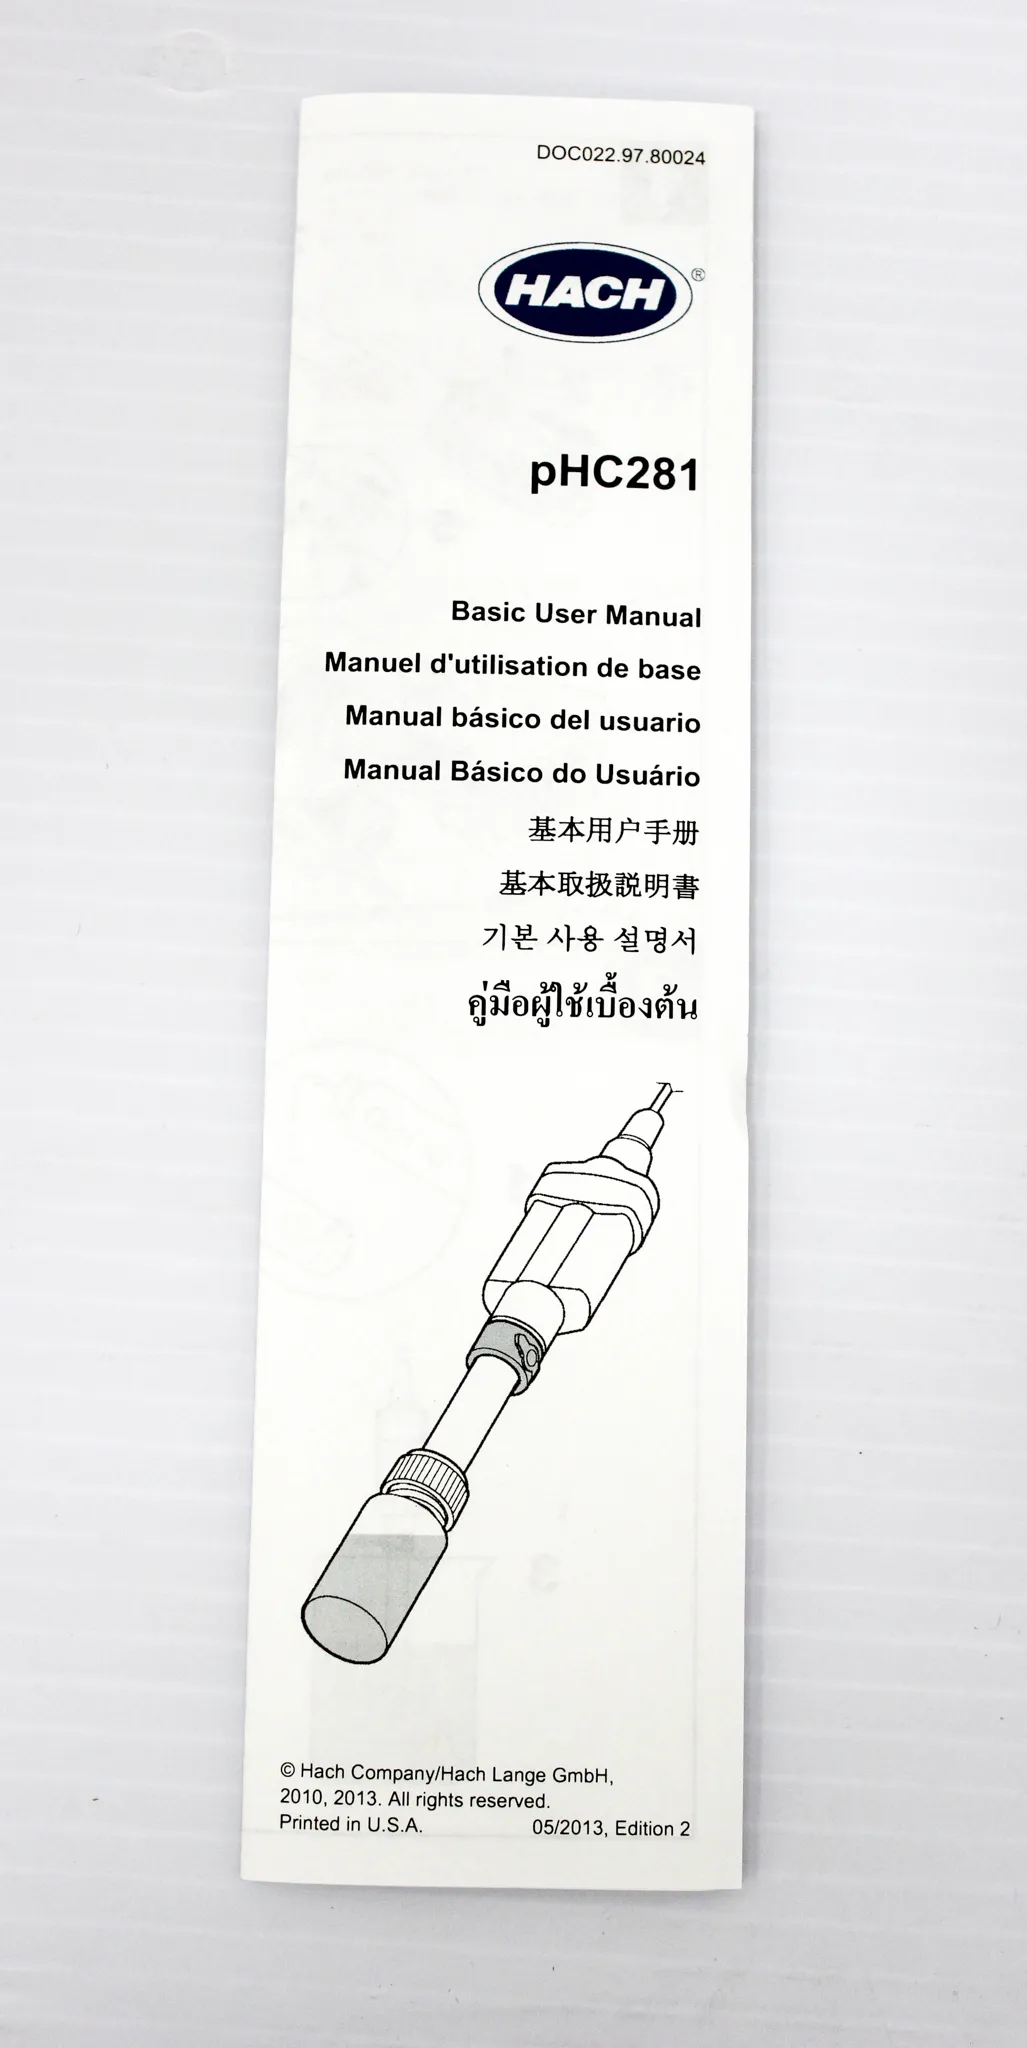 DOC022.97.80024
HACH®
pHC281
Basic User Manual
Manuel d'utilisation de base
Manual básico del usuario
Manual Básico do Usuário
基本用户手册
基本取扱説明書
기본 사용 설명서
คู่มือผู้ใช้เบื้องต้น
© Hach Company/Hach Lange GmbH,
2010, 2013. All rights reserved.
Printed in U.S.A. 05/2013, Edition 2